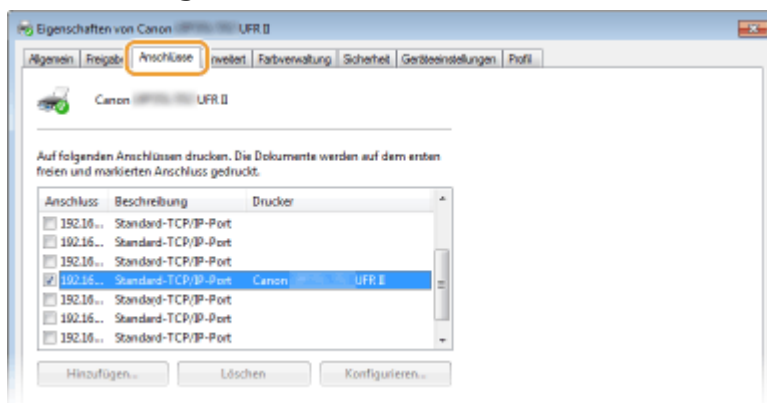 Eigenschaften von Canon UFR II
Allgemein Freigabe Anschlüsse Erweitert Farbverwaltung Sicherheit Geräteeinstellungen Profil
Canon UFR II
Auf folgenden Anschlüssen drucken. Die Dokumente werden auf dem ersten
freien und markierten Anschluss gedruckt.
Anschluss Beschreibung Drucker
192.16... Standard-TCP/IP-Port
192.16... Standard-TCP/IP-Port
192.16... Standard-TCP/IP-Port
192.16... Standard-TCP/IP-Port Canon UFR II
192.16... Standard-TCP/IP-Port
192.16... Standard-TCP/IP-Port
192.16... Standard-TCP/IP-Port
Hinzufügen... Löschen Konfigurieren...